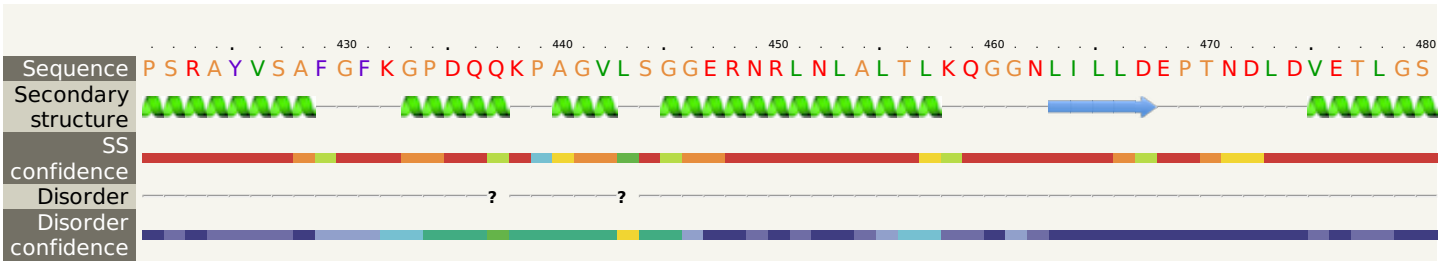 430 440 450 460 470 480
Sequence P S R A Y V S A F G F K G P D Q Q K P A G V L S G G E R N R L N L A L T L K Q G G N L I L L D E P T N D L D V E T L G S
Secondary
structure
SS
confidence
Disorder ? ?
Disorder
confidence